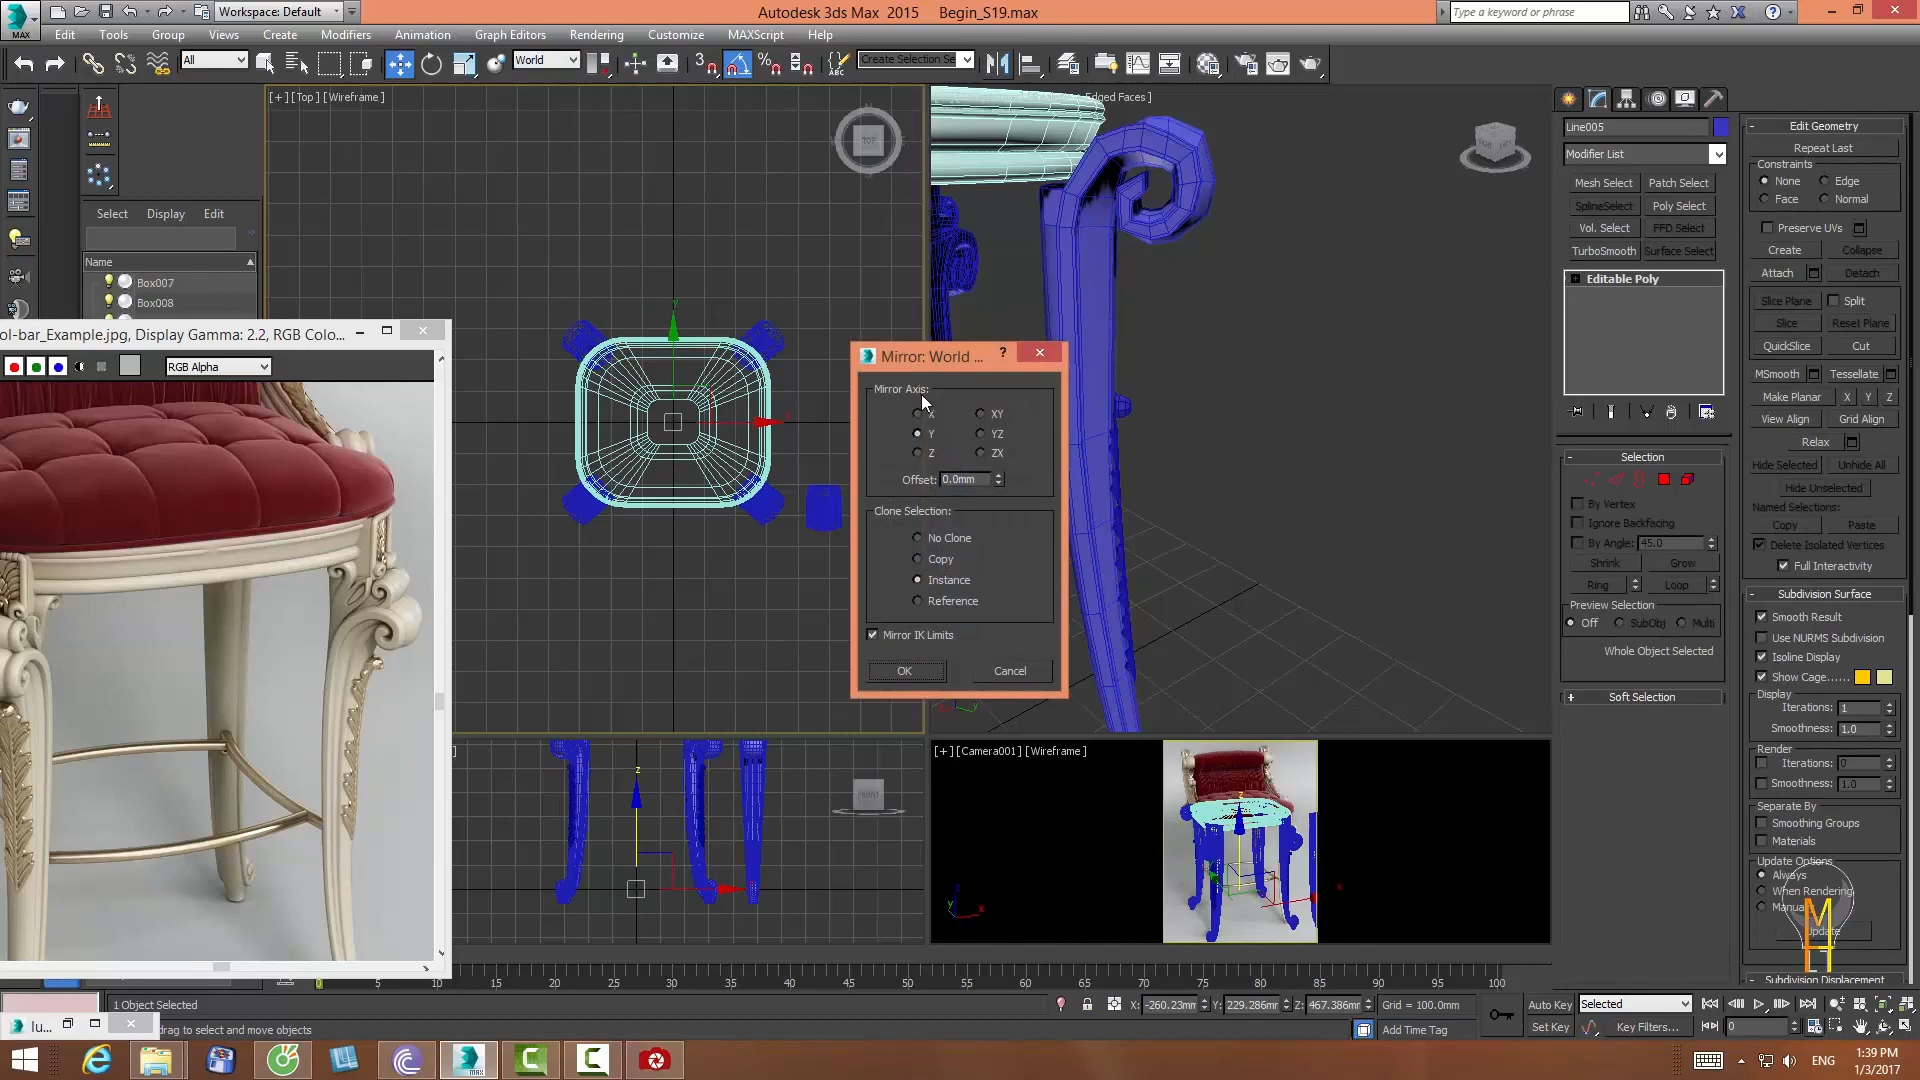 Workspace: Default
Autodesk 3ds Max 2015 Begin_S19.max
Type a keyword or phrase
MAX
Edit Tools Group Views Create Modifiers Animation Graph Editors Rendering Customize MAXScript Help
All
World
3
ABC
Create Selection Se
[+] [Top] [Wireframe]
TOP
Edged Faces ]
Select Display Edit
Name
Box007
Box008
ol-bar_Example.jpg, Display Gamma: 2.2, RGB Colo...
RGB Alpha
Mirror: World ...
?
Mirror Axis:
X XY
Y YZ
Z ZX
Offset: 0.0mm
Clone Selection:
No Clone
Copy
Instance
Reference
Mirror IK Limits
OK Cancel
FRONT
[+] [Camera001] [Wireframe]
Line005
Modifier List
Mesh Select Patch Select
SplineSelect Poly Select
Vol. Select FFD Select
TurboSmooth Surface Select
Editable Poly
Selection
By Vertex
Ignore Backfacing
By Angle: 45.0
Shrink Grow
Ring Loop
Preview Selection
Off SubObj Multi
Whole Object Selected
Soft Selection
Edit Geometry
Repeat Last
Constraints
None Edge
Face Normal
Preserve UVs
Create Collapse
Attach Detach
Slice Plane Split
Slice Reset Plane
QuickSlice Cut
MSmooth Tessellate
Make Planar X Y Z
View Align Grid Align
Relax
Hide Selected Unhide All
Hide Unselected
Named Selections:
Copy Paste
Delete Isolated Vertices
Full Interactivity
Subdivision Surface
Smooth Result
Use NURMS Subdivision
Isoline Display
Show Cage......
Display
Iterations: 1
Smoothness: 1.0
Render
Iterations: 0
Smoothness: 1.0
Separate By
Smoothing Groups
Materials
Update Options
Always
When Rendering
Manua
Update
Subdivision Displacement
0 5 10 15 20 25 30 35 40 45 50 55 60 65 70 75 80 85 90 95 100
1 Object Selected
X: -260.23mm Y: 229.286mm Z: 467.386mm Grid = 100.0mm
Auto Key Selected
lu...
drag to select and move objects
Add Time Tag
Set Key Key Filters...
0
ENG
1:39 PM
1/3/2017